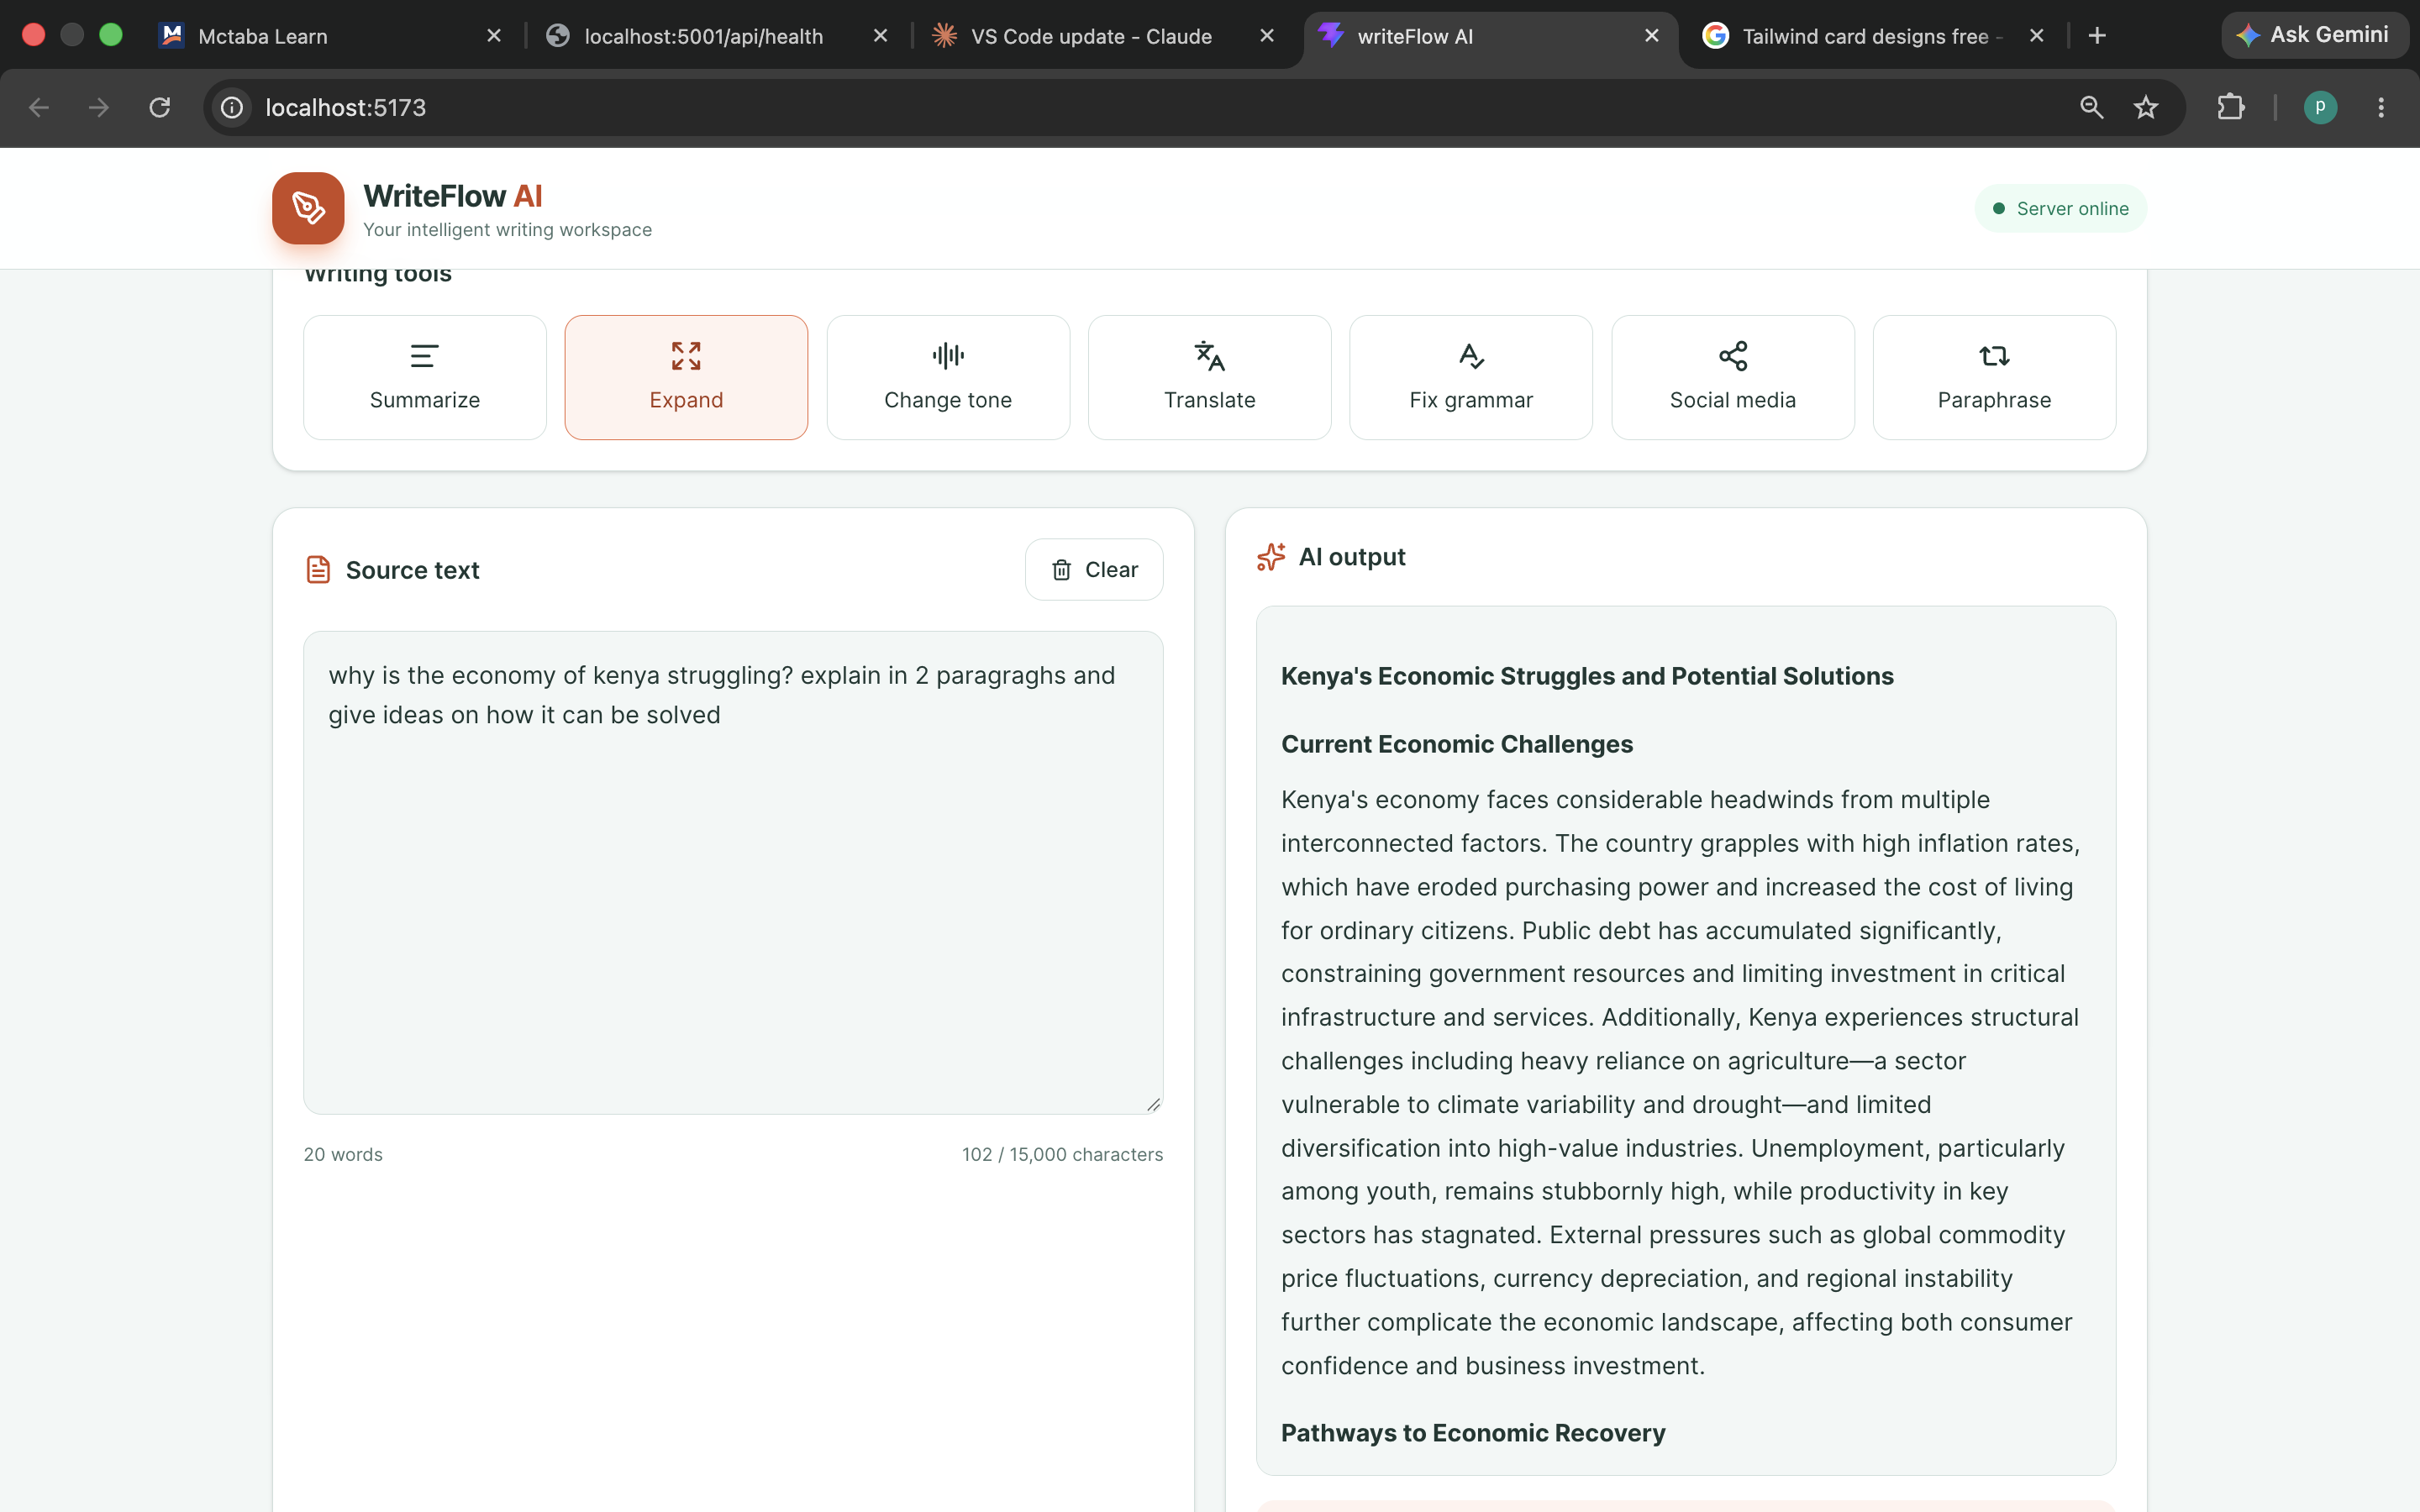 Mctaba Learn
localhost:5001/api/health
VS Code update - Claude
writeFlow AI
Tailwind card designs free -
Ask Gemini
localhost:5173
p
WriteFlow AI
Your intelligent writing workspace
Server online
Writing tools
Summarize
Expand
Change tone
Translate
Fix grammar
Social media
Paraphrase
Source text
Clear
why is the economy of kenya struggling? explain in 2 paragraghs and
give ideas on how it can be solved
20 words
102 / 15,000 characters
AI output
Kenya's Economic Struggles and Potential Solutions
Current Economic Challenges
Kenya's economy faces considerable headwinds from multiple
interconnected factors. The country grapples with high inflation rates,
which have eroded purchasing power and increased the cost of living
for ordinary citizens. Public debt has accumulated significantly,
constraining government resources and limiting investment in critical
infrastructure and services. Additionally, Kenya experiences structural
challenges including heavy reliance on agriculture—a sector
vulnerable to climate variability and drought—and limited
diversification into high-value industries. Unemployment, particularly
among youth, remains stubbornly high, while productivity in key
sectors has stagnated. External pressures such as global commodity
price fluctuations, currency depreciation, and regional instability
further complicate the economic landscape, affecting both consumer
confidence and business investment.
Pathways to Economic Recovery